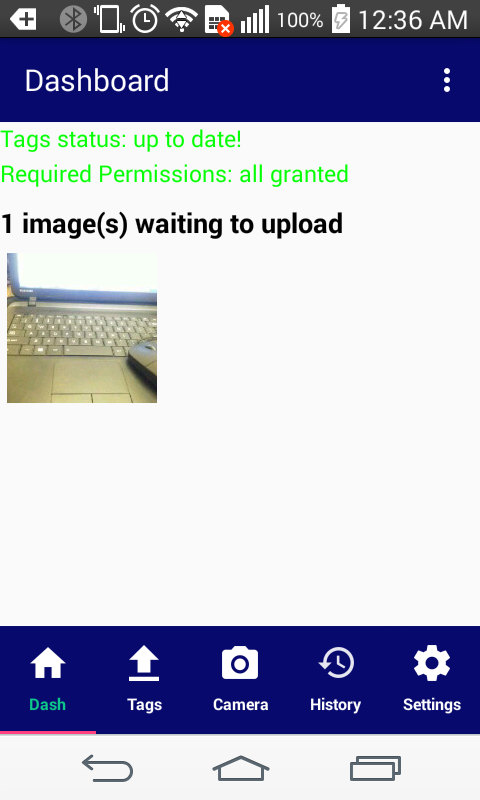 100% 12:36 AM
Dashboard
Tags status: up to date!
Required Permissions: all granted
1 image(s) waiting to upload
Dash Tags Camera History Settings